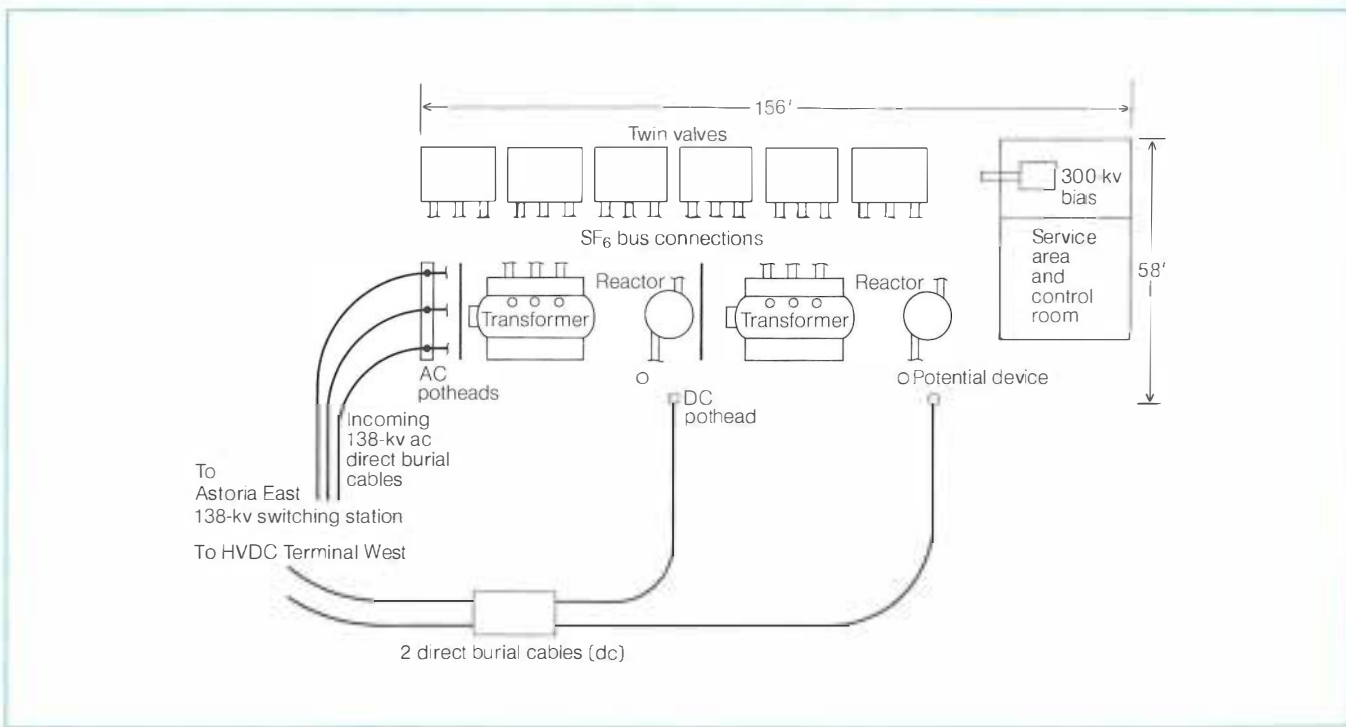 156′
Twin valves
300 kv
bias
SF₆ bus connections
Service
area
and
control
room
58′
Reactor
Transformer
Reactor
Transformer
AC
potheads
Potential device
DC
pothead
Incoming
138-kv ac
direct burial
cables
To
Astoria East
138-kv switching station
To HVDC Terminal West
2 direct burial cables (dc)